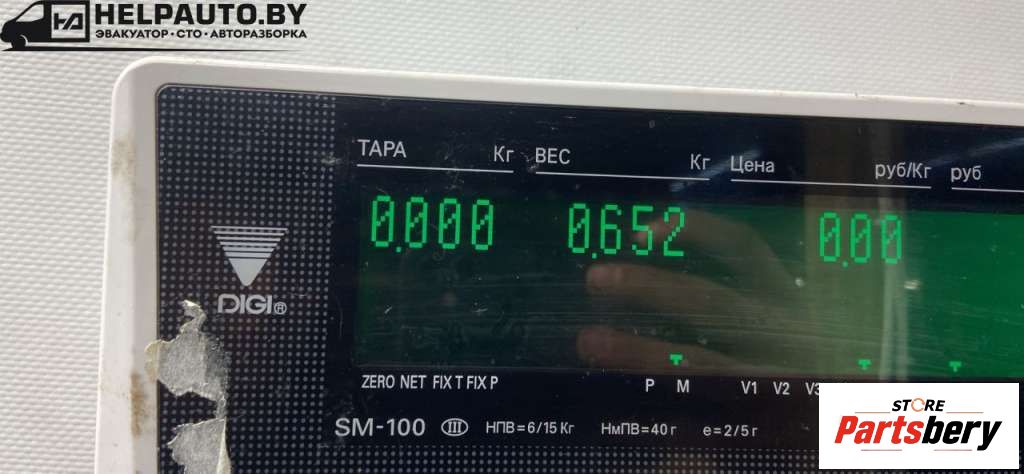 HELPAUTO.BY
ЭВАКУАТОР • СТО • АВТОРАЗБОРКА
ТАРА Кг ВЕС Кг Цена руб/Кг руб
0.000 0.652 0.00
DIGI®
ZERO NET FIX T FIX P P M V1 V2
SM-100 III НПВ=6/15 Кг НмПВ=40 г e=2/5 г
STORE
Partsbery